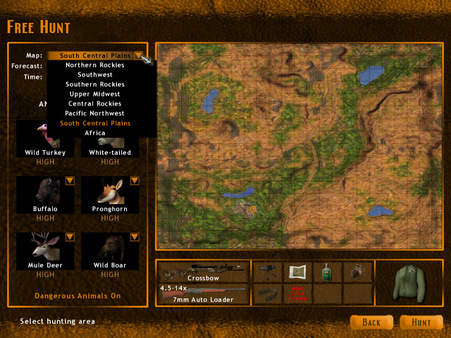 FREE HUNT
Map: South Central Plains
Forecast: Northern Rockies
Southwest
Time: Southern Rockies
Upper Midwest
Central Rockies
Pacific Northwest
South Central Plains
Africa
Wild Turkey White-tailed
HIGH HIGH
Buffalo Pronghorn
HIGH HIGH
Mule Deer Wild Boar
HIGH HIGH
Dangerous Animals On
Crossbow
4.5-14x
7mm Auto Loader
Select hunting area
BACK HUNT